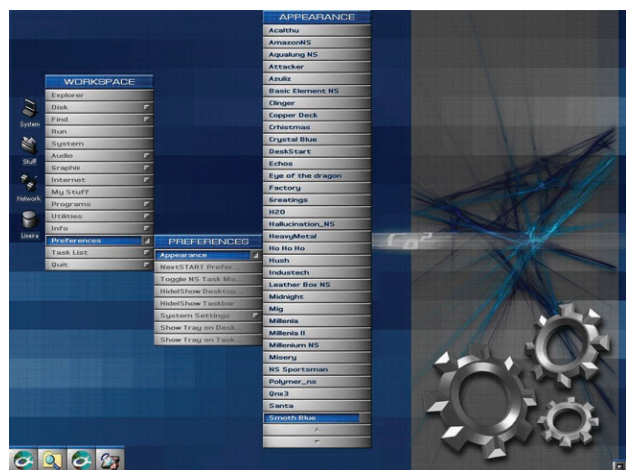 APPEARANCE
Acalthu
AmazonNS
Aqualung NS
Attacker
Azuliz
Basic Element NS
Clinger
Copper Deck
Crhistmas
Crystal Blue
DeskStart
Echos
Eye of the dragon
Factory
Greatings
H2O
Hallucination_NS
HeavyMetal
Ho Ho Ho
Hush
Industech
Leather Box NS
Midnight
Mig
Millenia
Millenia II
Millenium NS
Misery
NS Sportsman
Polymer_ns
Qnx3
Santa
Smoth Blue
WORKSPACE
Explorer
Disk
Find
Run
System
Audio
Graphix
Internet
My Stuff
Programs
Utilities
Info
Preferences
Task List
Quit
PREFERENCES
Appearance
NextSTART Prefer...
Toggle NS Task Ma...
Hide|Show Desktop...
Hide|Show Taskbar
System Settings
Show Tray on Desk...
Show Tray on Task...
System
Stuff
Network